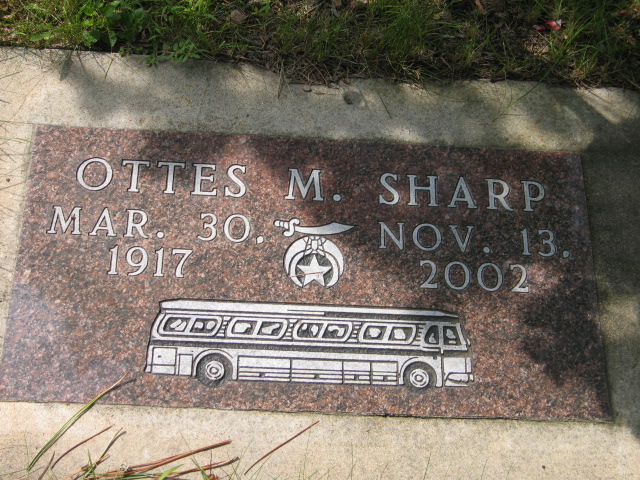 OTTES M. SHARP
MAR. 30, NOV. 13,
1917 2002